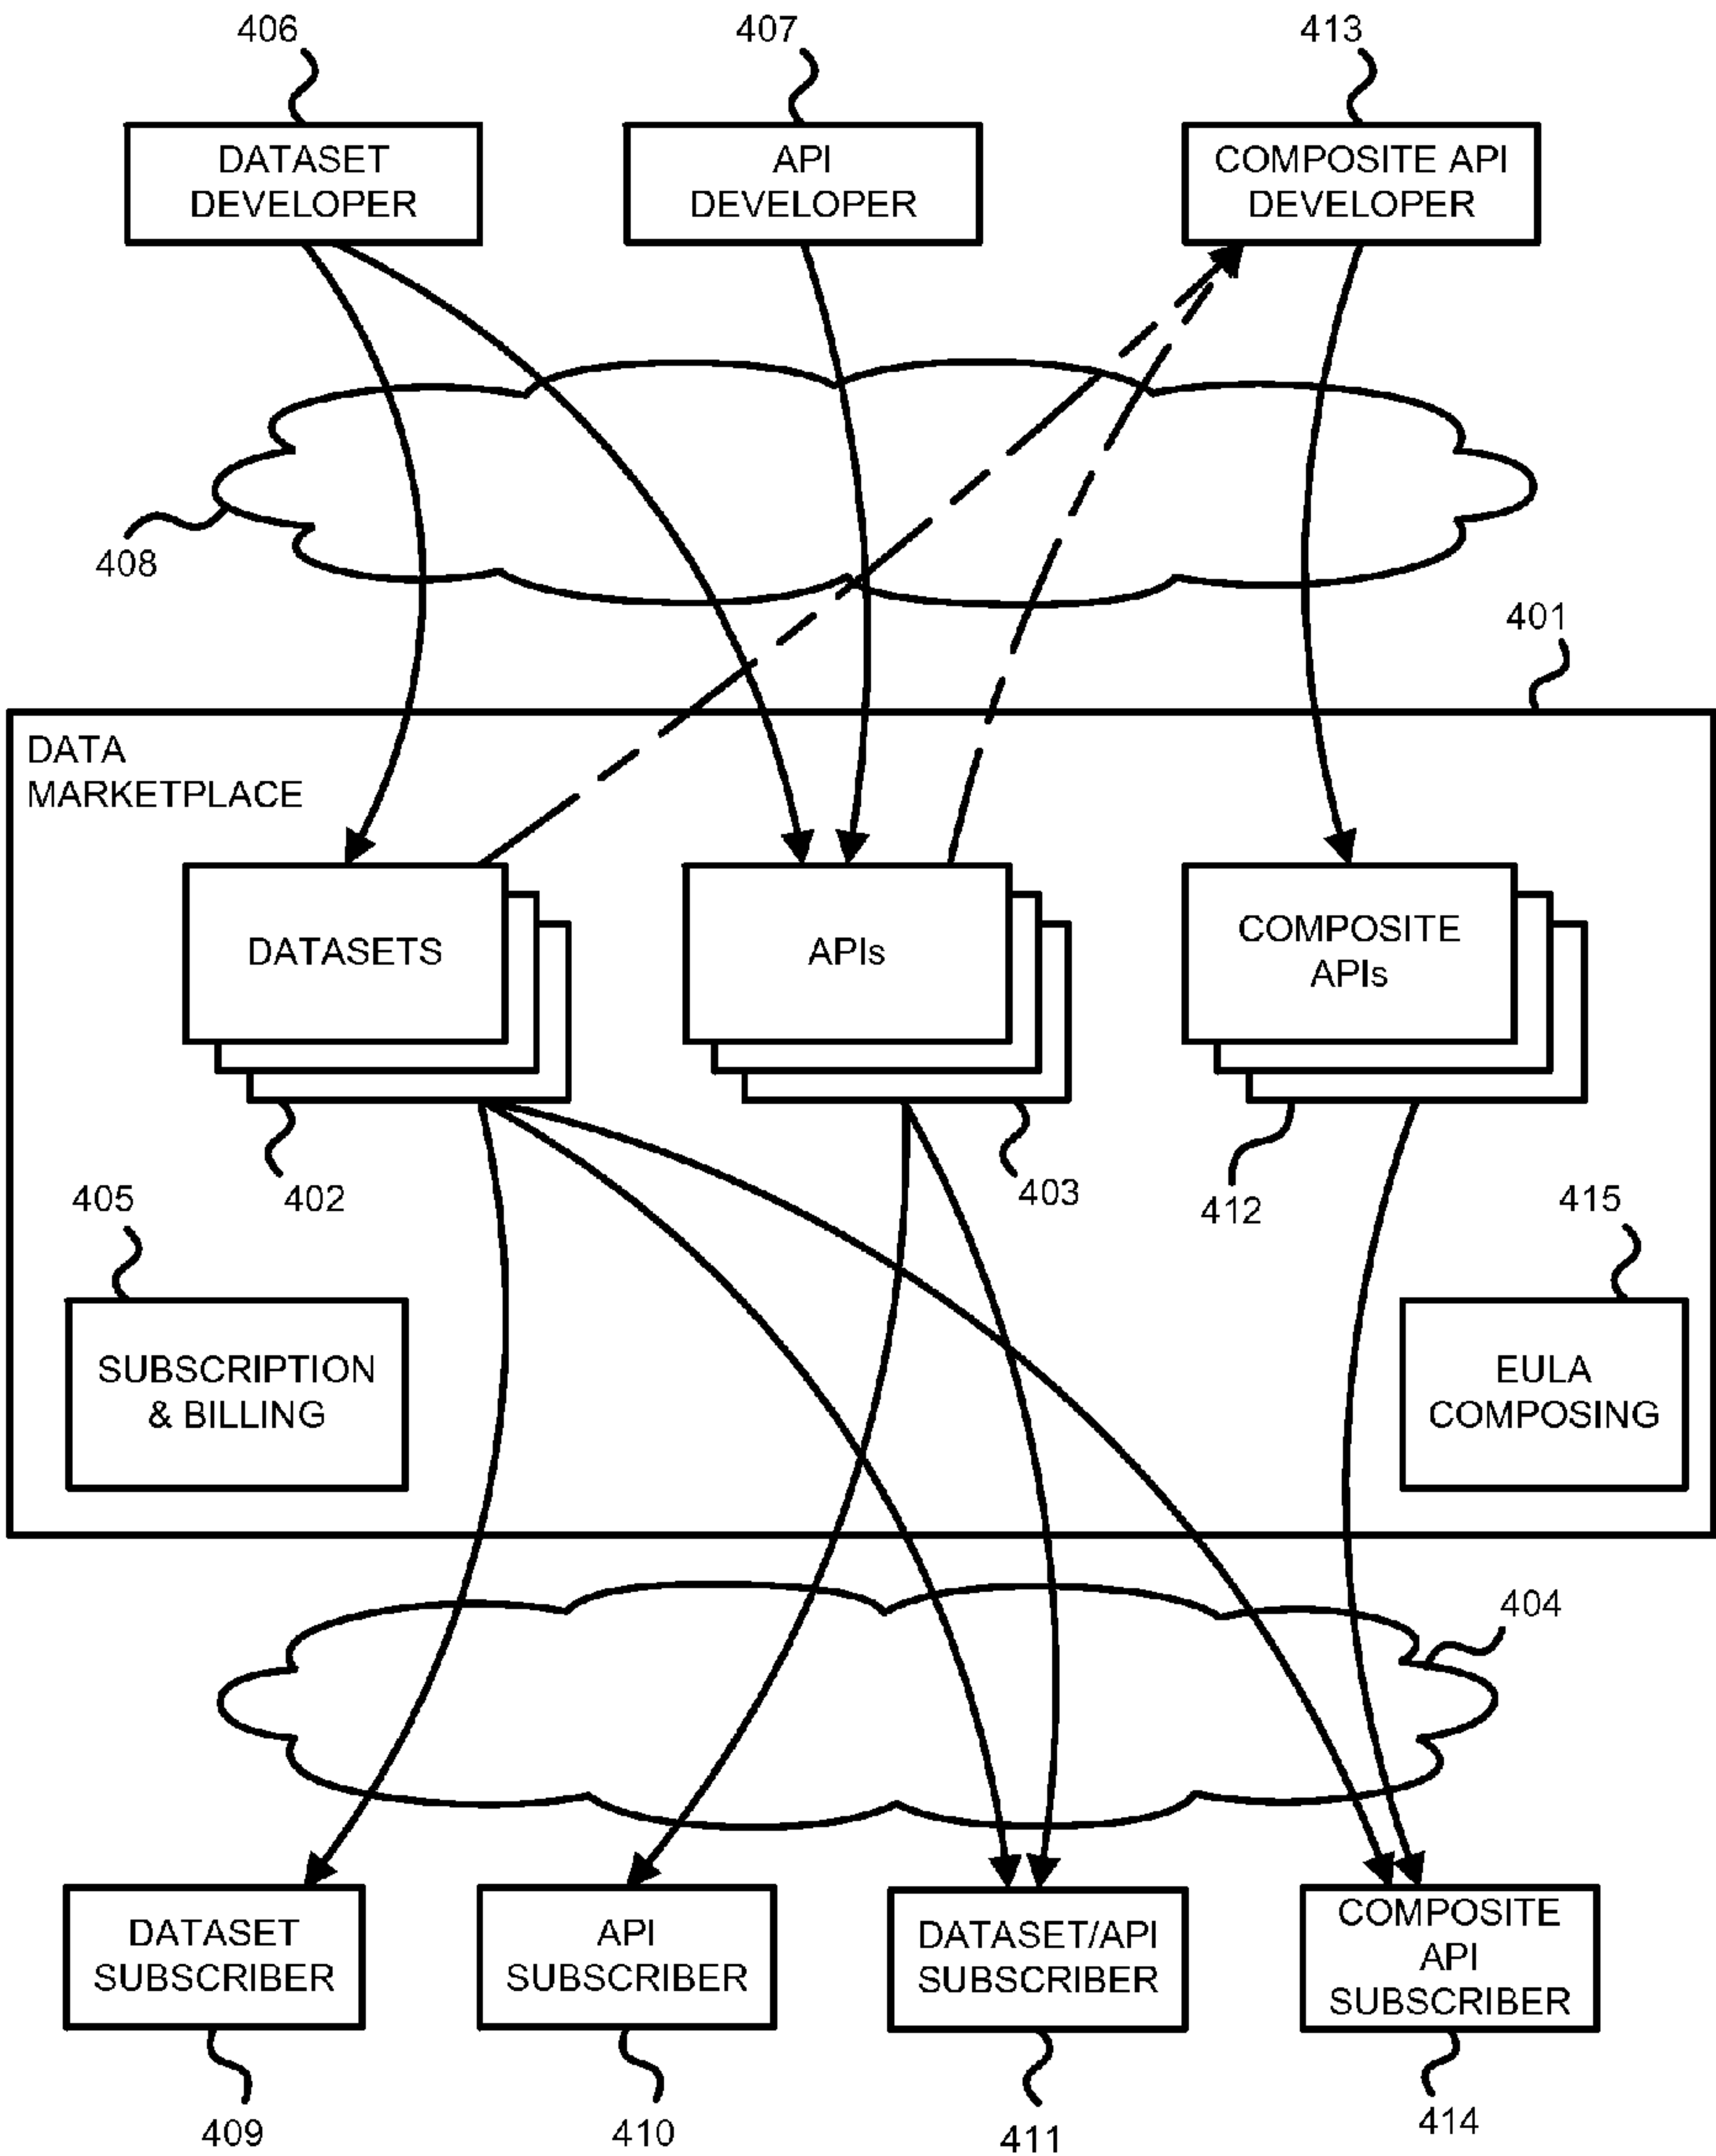 406
407
413
DATASET
DEVELOPER
API
DEVELOPER
COMPOSITE API
DEVELOPER
408
401
DATA
MARKETPLACE
DATASETS
APIs
COMPOSITE
APIs
402
403
412
405
415
SUBSCRIPTION
& BILLING
EULA
COMPOSING
404
DATASET
SUBSCRIBER
API
SUBSCRIBER
DATASET/API
SUBSCRIBER
COMPOSITE
API
SUBSCRIBER
409
410
411
414